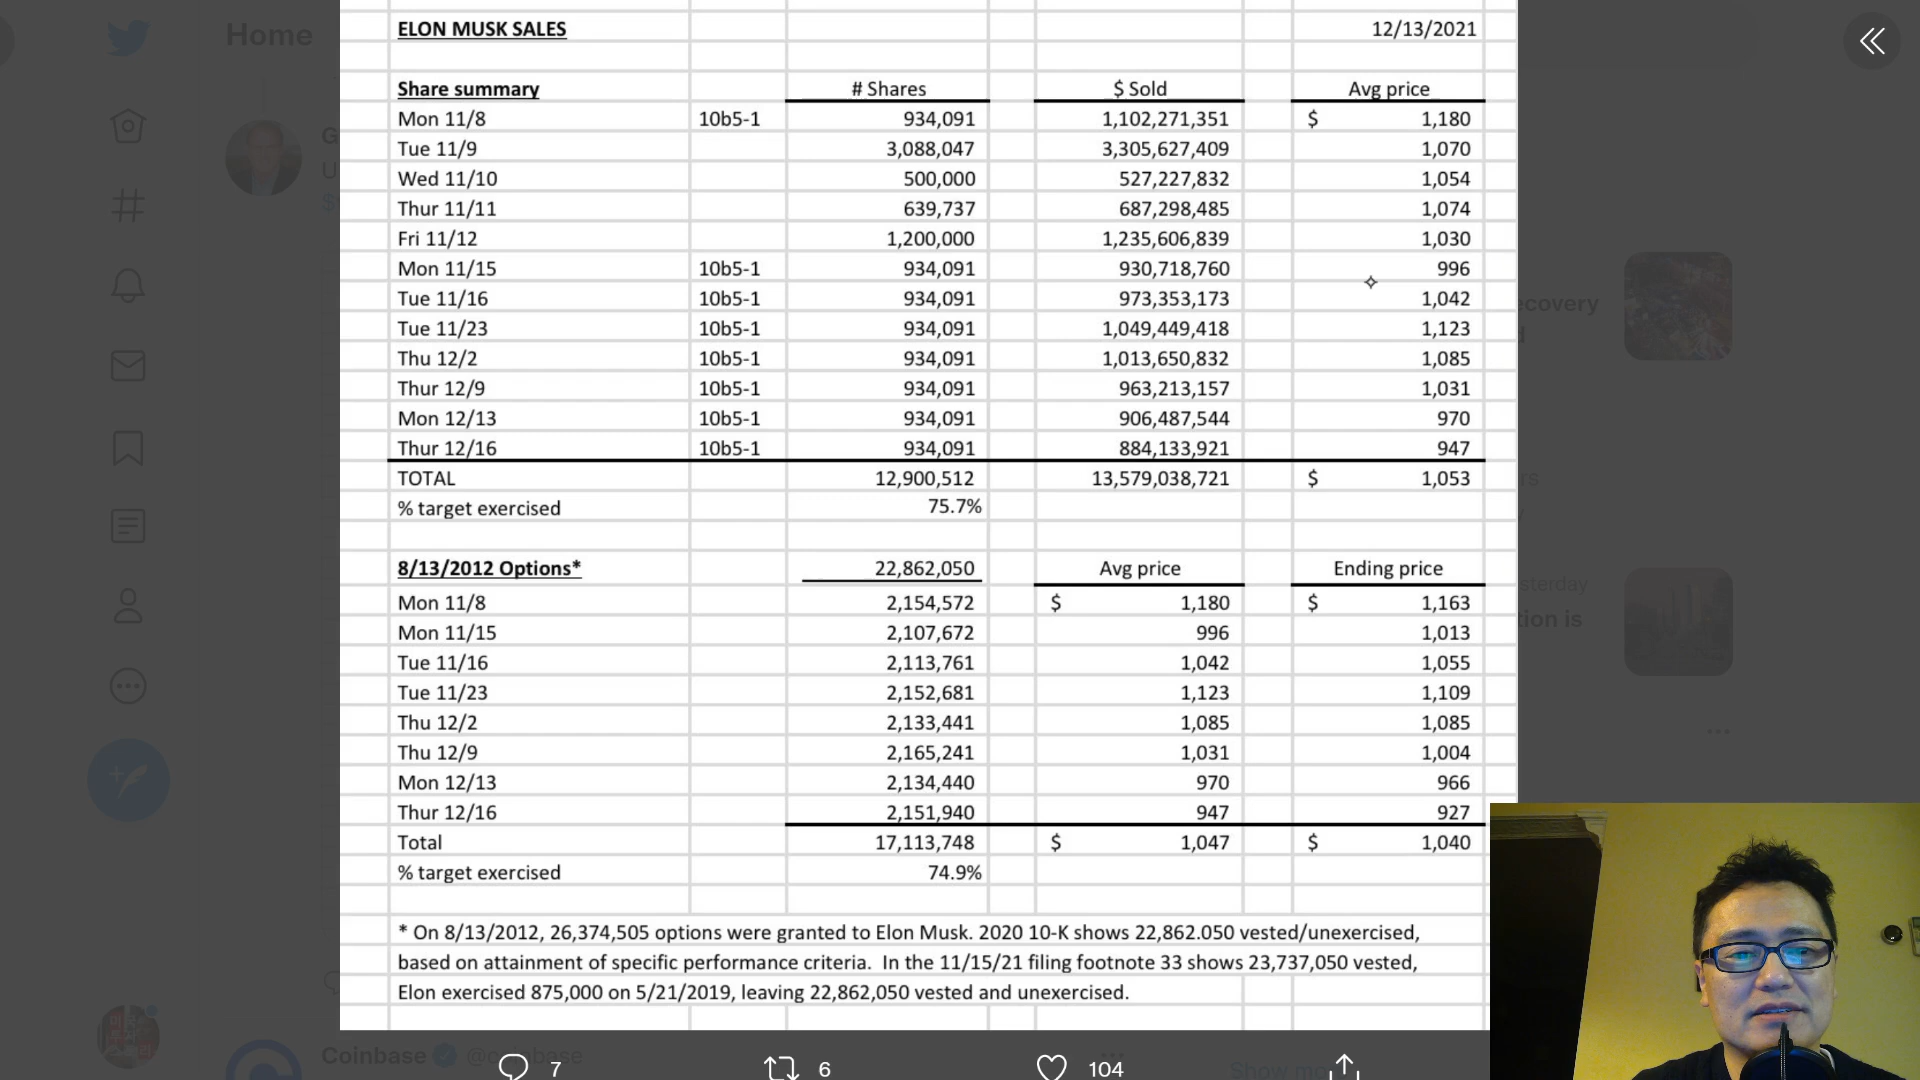 Home
ELON MUSK SALES 12/13/2021
Share summary # Shares $ Sold Avg price
Mon 11/8 10b5-1 934,091 1,102,271,351 $ 1,180
Tue 11/9 3,088,047 3,305,627,409 1,070
Wed 11/10 500,000 527,227,832 1,054
Thur 11/11 639,737 687,298,485 1,074
Fri 11/12 1,200,000 1,235,606,839 1,030
Mon 11/15 10b5-1 934,091 930,718,760 996
Tue 11/16 10b5-1 934,091 973,353,173 1,042
Tue 11/23 10b5-1 934,091 1,049,449,418 1,123
Thu 12/2 10b5-1 934,091 1,013,650,832 1,085
Thur 12/9 10b5-1 934,091 963,213,157 1,031
Mon 12/13 10b5-1 934,091 906,487,544 970
Thur 12/16 10b5-1 934,091 884,133,921 947
TOTAL 12,900,512 13,579,038,721 $ 1,053
% target exercised 75.7%
8/13/2012 Options* 22,862,050 Avg price Ending price
Mon 11/8 2,154,572 $ 1,180 $ 1,163
Mon 11/15 2,107,672 996 1,013
Tue 11/16 2,113,761 1,042 1,055
Tue 11/23 2,152,681 1,123 1,109
Thu 12/2 2,133,441 1,085 1,085
Thu 12/9 2,165,241 1,031 1,004
Mon 12/13 2,134,440 970 966
Thur 12/16 2,151,940 947 927
Total 17,113,748 $ 1,047 $ 1,040
% target exercised 74.9%
* On 8/13/2012, 26,374,505 options were granted to Elon Musk. 2020 10-K shows 22,862.050 vested/unexercised,
based on attainment of specific performance criteria. In the 11/15/21 filing footnote 33 shows 23,737,050 vested,
Elon exercised 875,000 on 5/21/2019, leaving 22,862,050 vested and unexercised.
Coinbase @coinbase
7 6 104